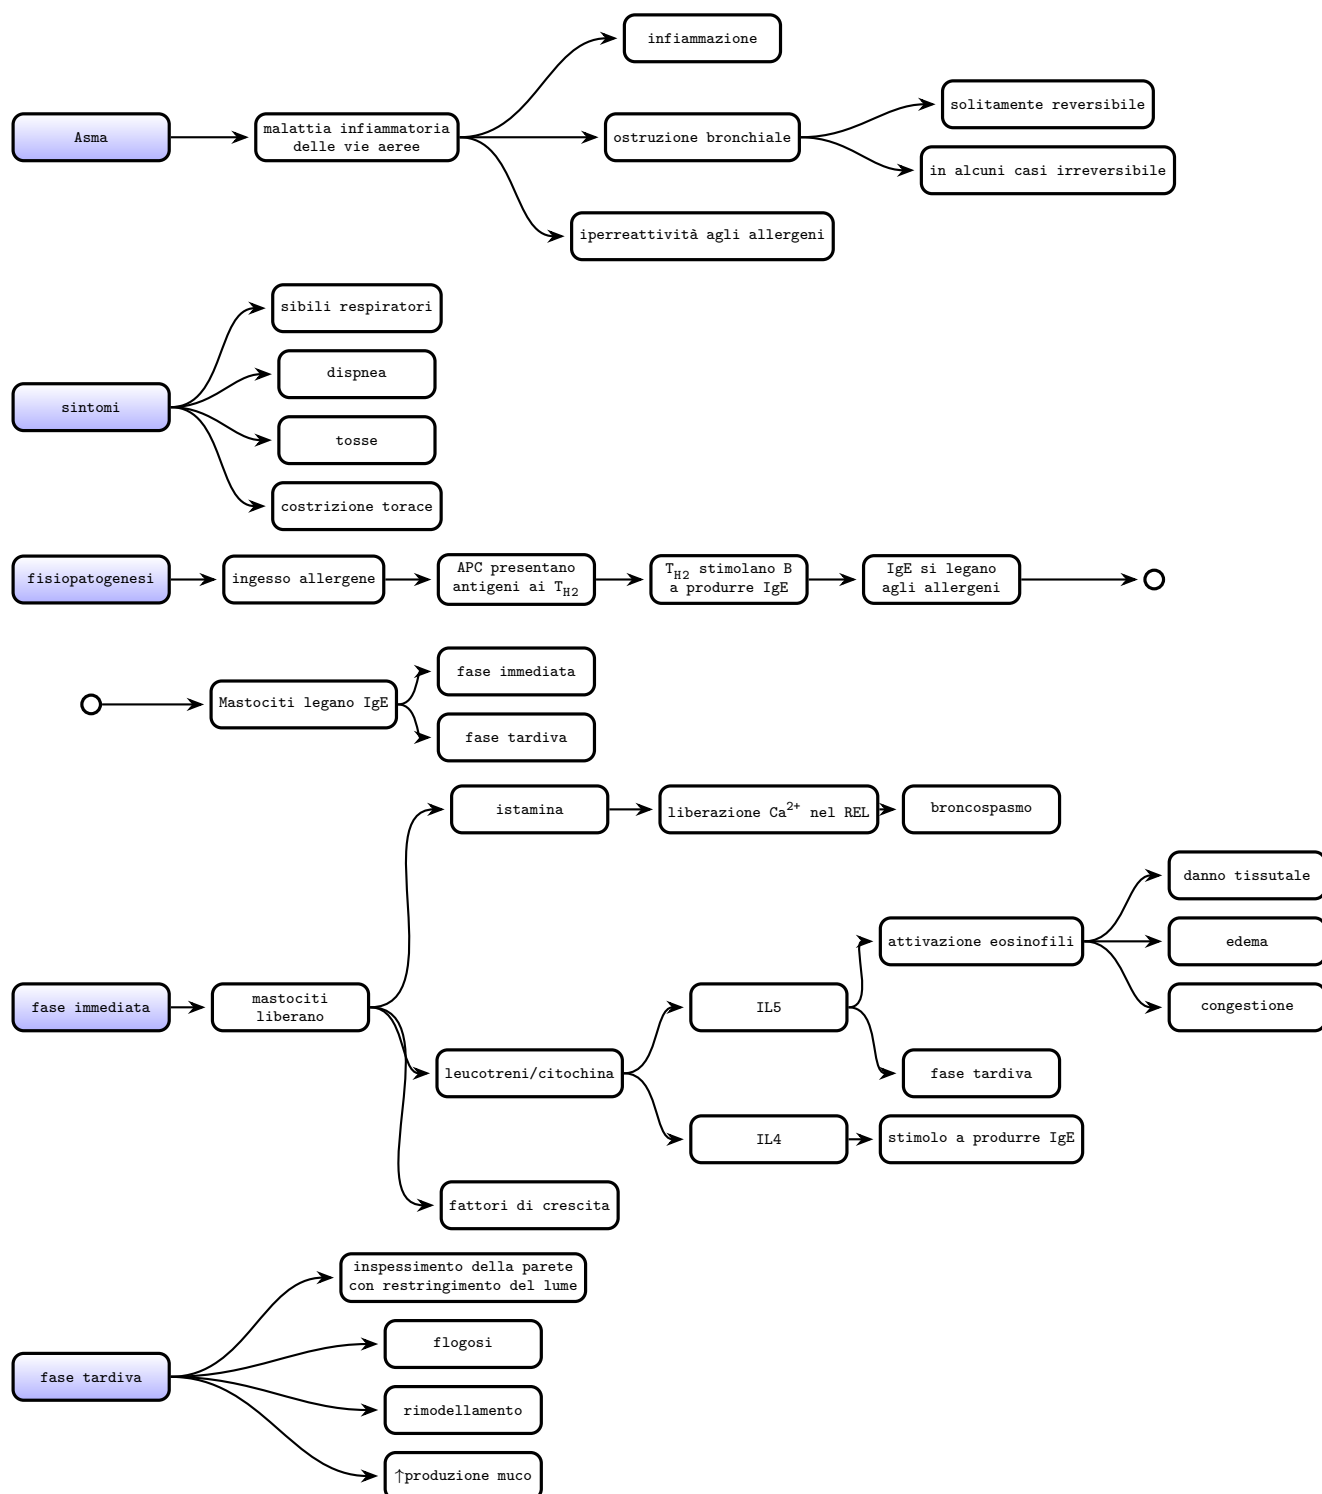 infiammazione
solitamente reversibile
Asma
malattia infiammatoria
delle vie aeree
ostruzione bronchiale
in alcuni casi irreversibile
iperreattività agli allergeni
sibili respiratori
dispnea
sintomi
tosse
costrizione torace
fisiopatogenesi
ingesso allergene
APC presentano
antigeni ai T_H2
T_H2 stimolano B
a produrre IgE
IgE si legano
agli allergeni
fase immediata
Mastociti legano IgE
fase tardiva
istamina
liberazione Ca²⁺ nel REL
broncospasmo
danno tissutale
attivazione eosinofili
edema
fase immediata
mastociti
liberano
IL5
congestione
leucotreni/citochina
fase tardiva
IL4
stimolo a produrre IgE
fattori di crescita
inspessimento della parete
con restringimento del lume
flogosi
fase tardiva
rimodellamento
↑produzione muco